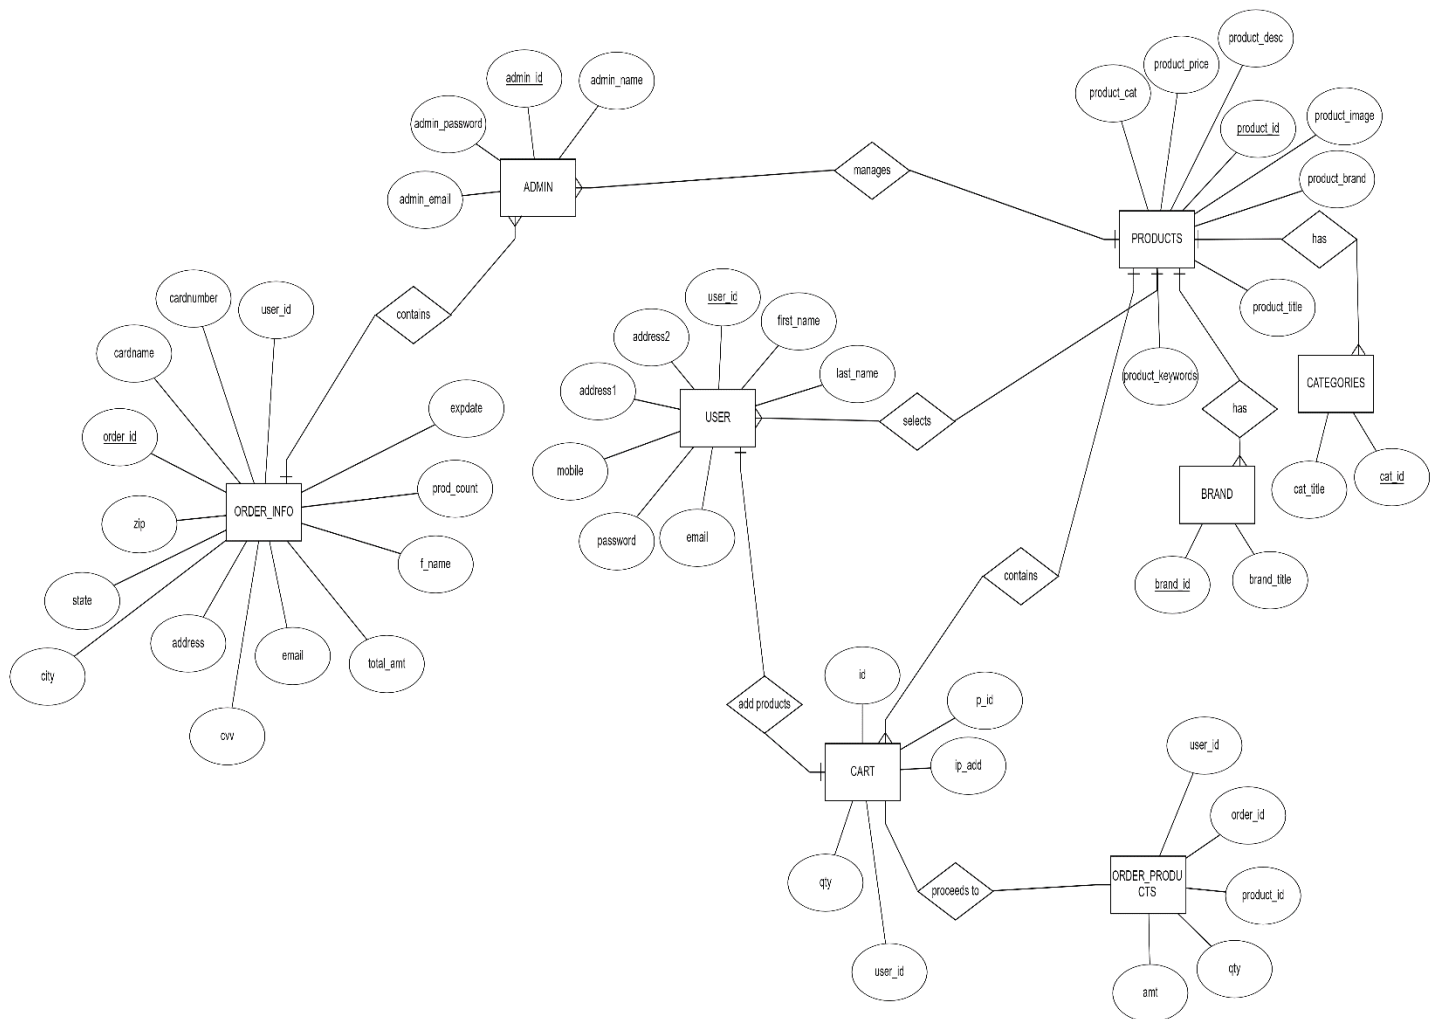 product_desc
product_price
admin_id
admin_name
product_cat
product_image
admin_password
product_id
manages
product_brand
ADMIN
admin_email
PRODUCTS
has
cardnumber
user_id
user_id
product_title
contains
first_name
address2
cardname
last_name
product_keywords
address1
CATEGORIES
expdate
USER
selects
has
order_id
mobile
cat_title
cat_id
prod_count
BRAND
ORDER_INFO
zip
password
email
f_name
contains
brand_id
brand_title
state
address
email
total_amt
city
id
p_id
add products
cvv
user_id
ip_add
CART
order_id
ORDER_PRODU
CTS
qty
proceeds to
product_id
user_id
qty
amt